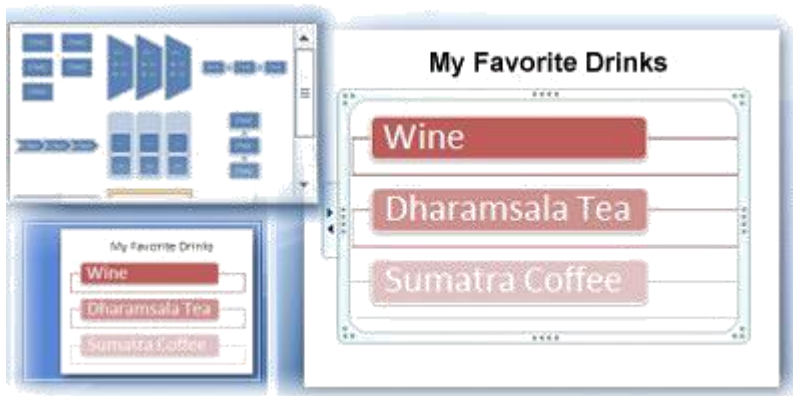 My Favorite Drinks
Wine
Dharamsala Tea
Sumatra Coffee
My Favorite Drinks
Wine
Dharamsala Tea
Sumatra Coffee